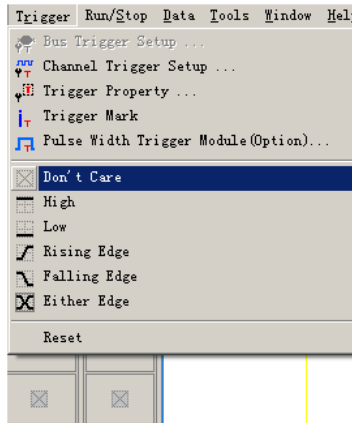 Trigger Run/Stop Data Tools Window Help
Bus Trigger Setup ...
Channel Trigger Setup ...
Trigger Property ...
Trigger Mark
Pulse Width Trigger Module(Option)...
Don't Care
High
Low
Rising Edge
Falling Edge
Either Edge
Reset